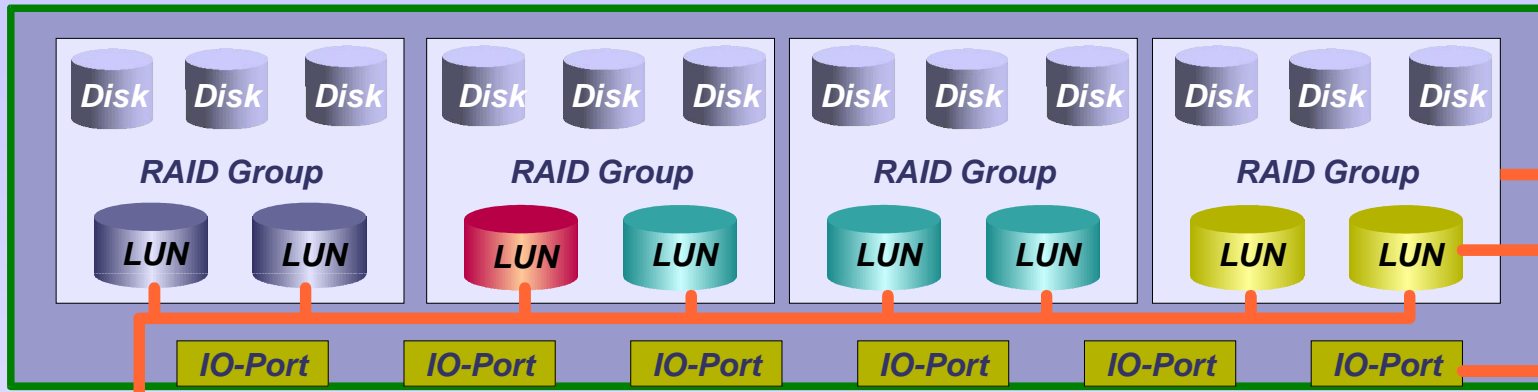 Disk Disk Disk Disk Disk Disk Disk Disk Disk Disk Disk Disk
RAID Group RAID Group RAID Group RAID Group
LUN LUN LUN LUN LUN LUN LUN LUN
IO-Port IO-Port IO-Port IO-Port IO-Port IO-Port